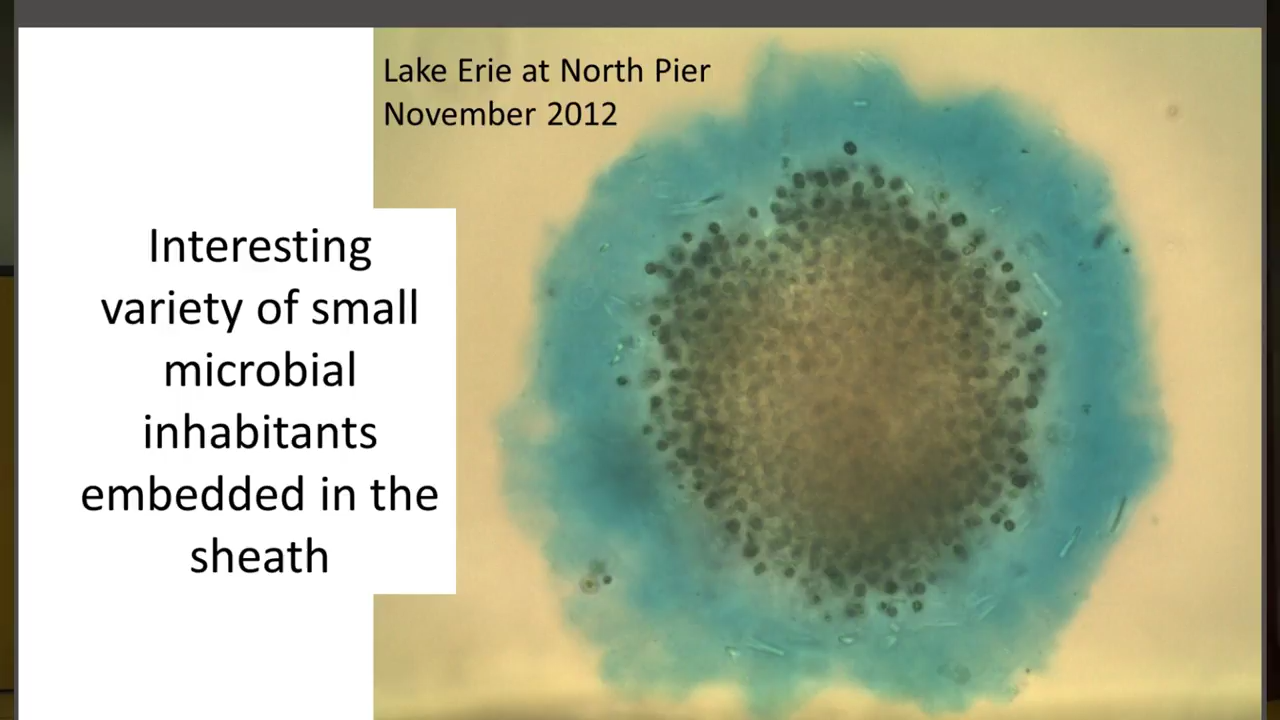 Lake Erie at North Pier
November 2012
Interesting
variety of small
microbial
inhabitants
embedded in the
sheath